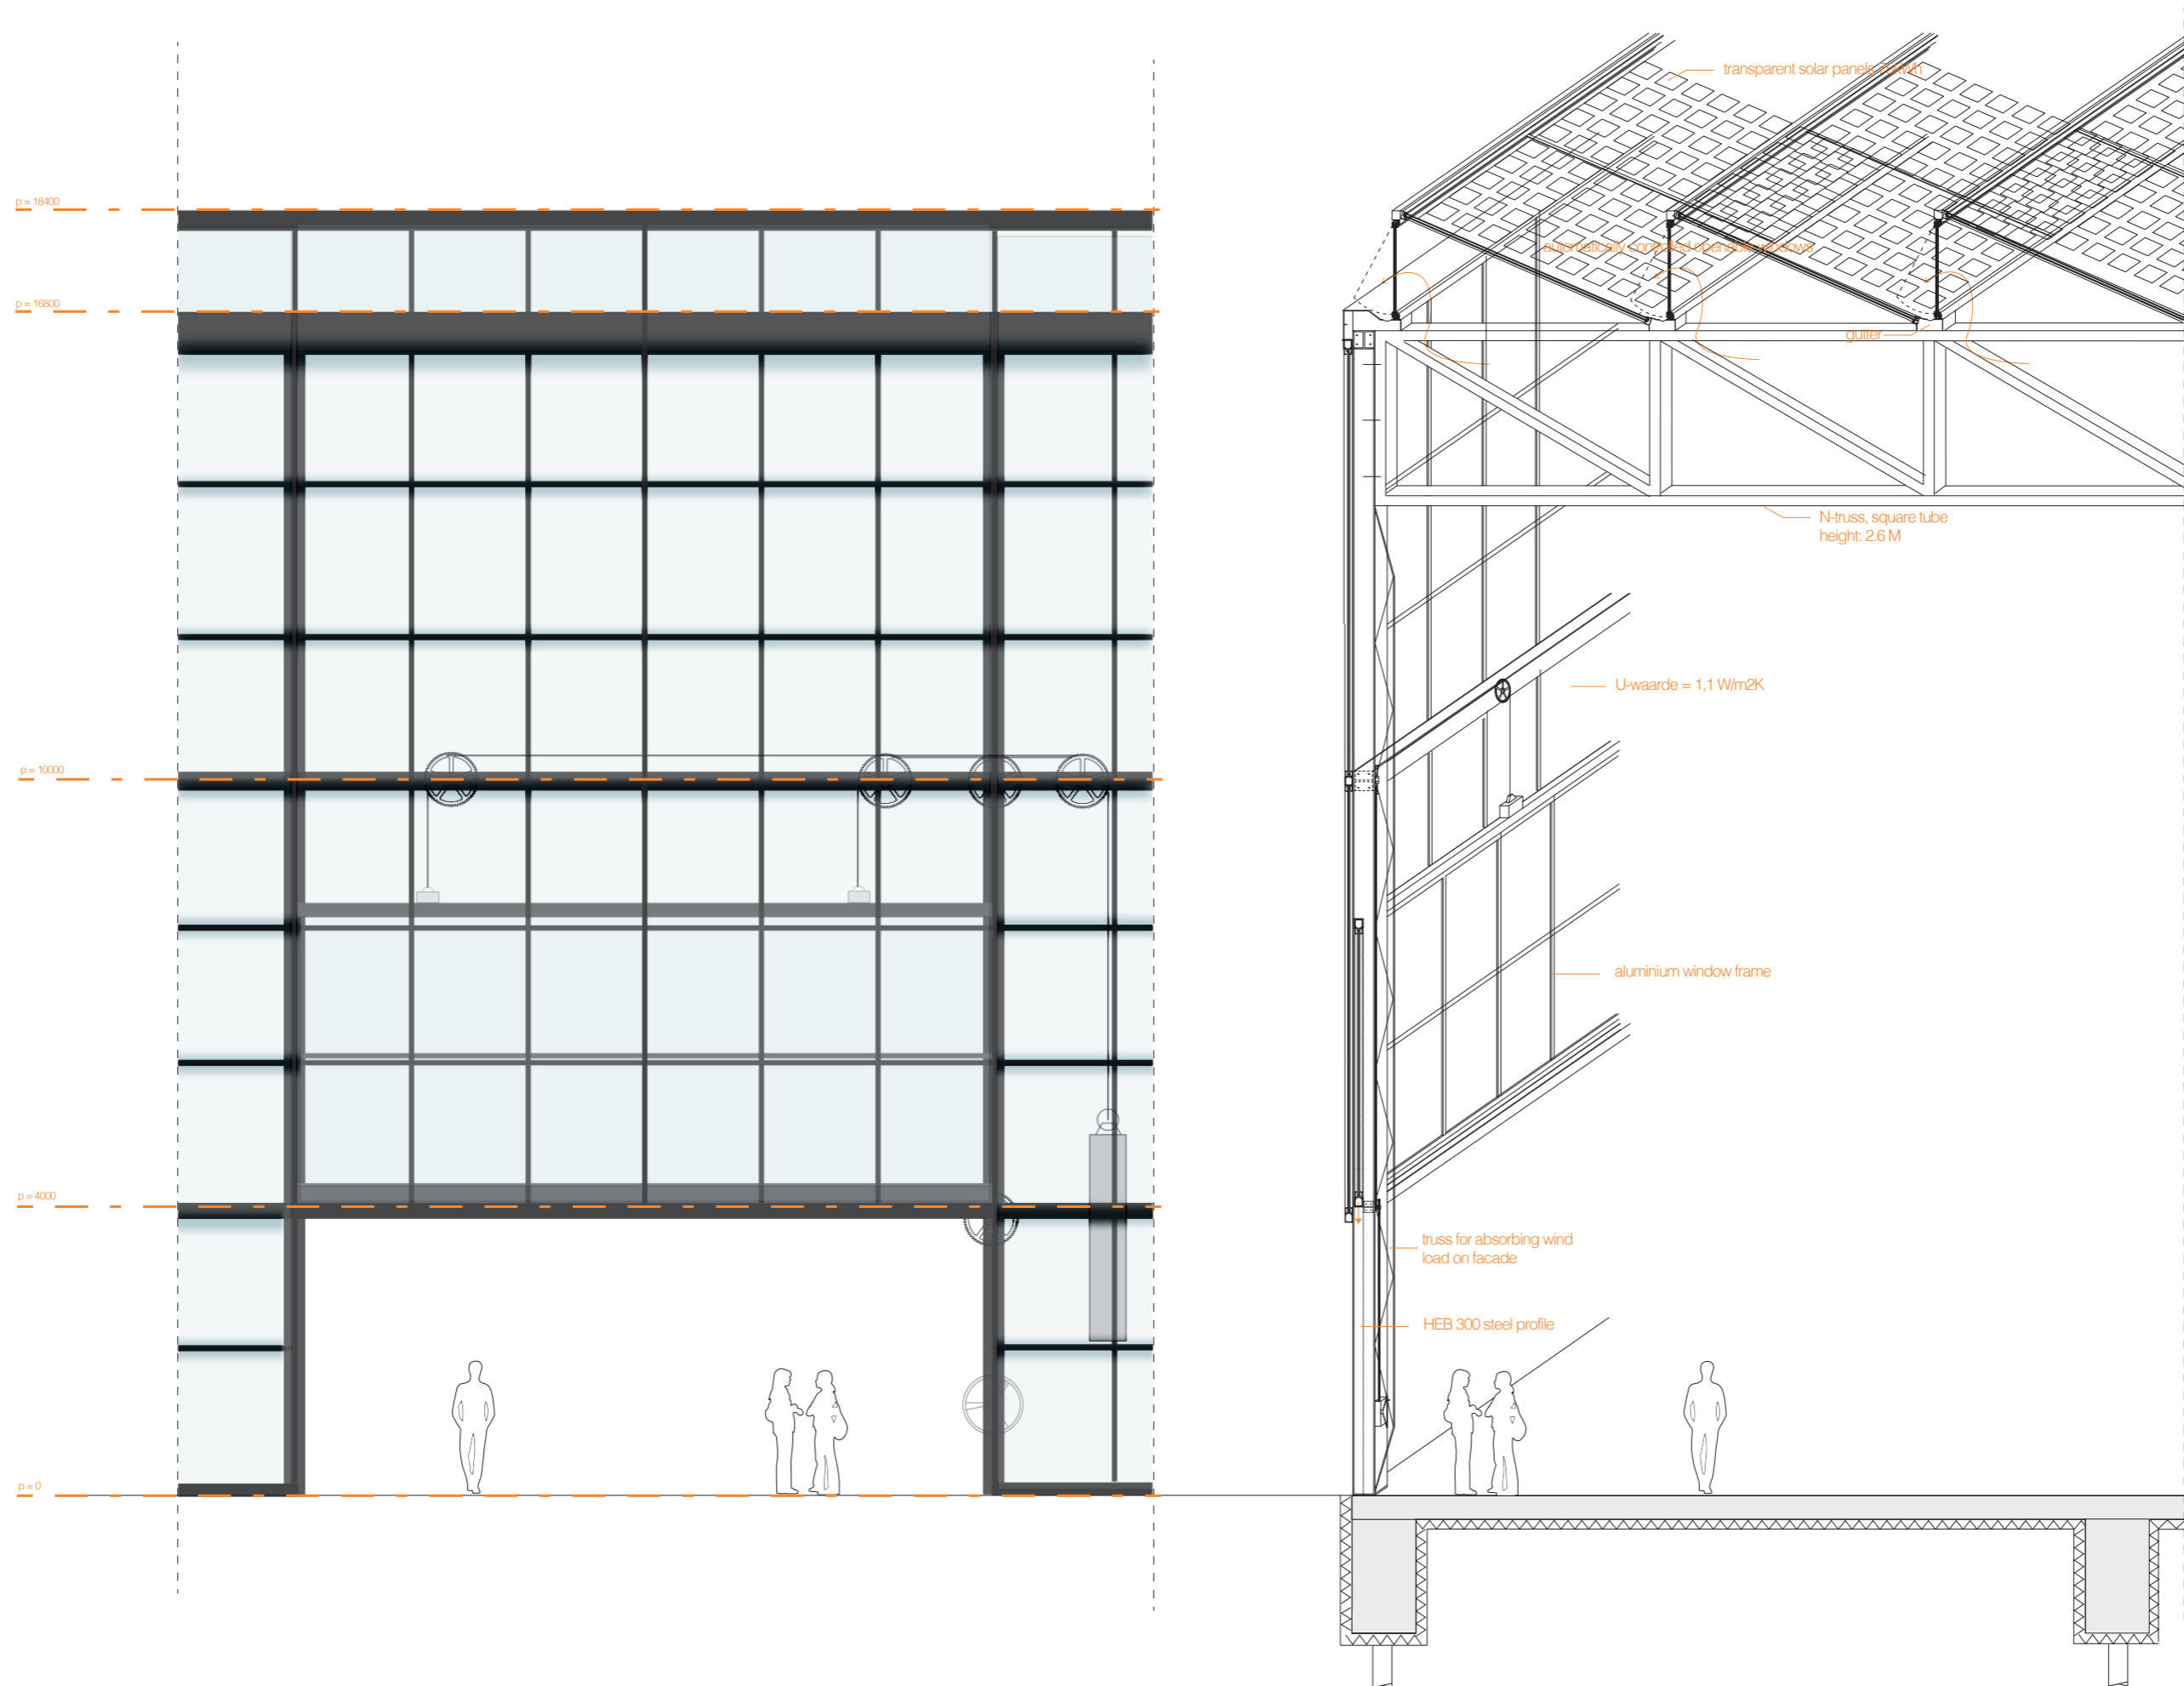 p = 18400
p = 16800
p = 10000
p = 4000
p = 0
transparent solar panels
automatically controlled openable windows
gutter
N-truss, square tube
height: 2.6 M
U-waarde = 1,1 W/m2K
aluminium window frame
truss for absorbing wind
load on facade
HEB 300 steel profile